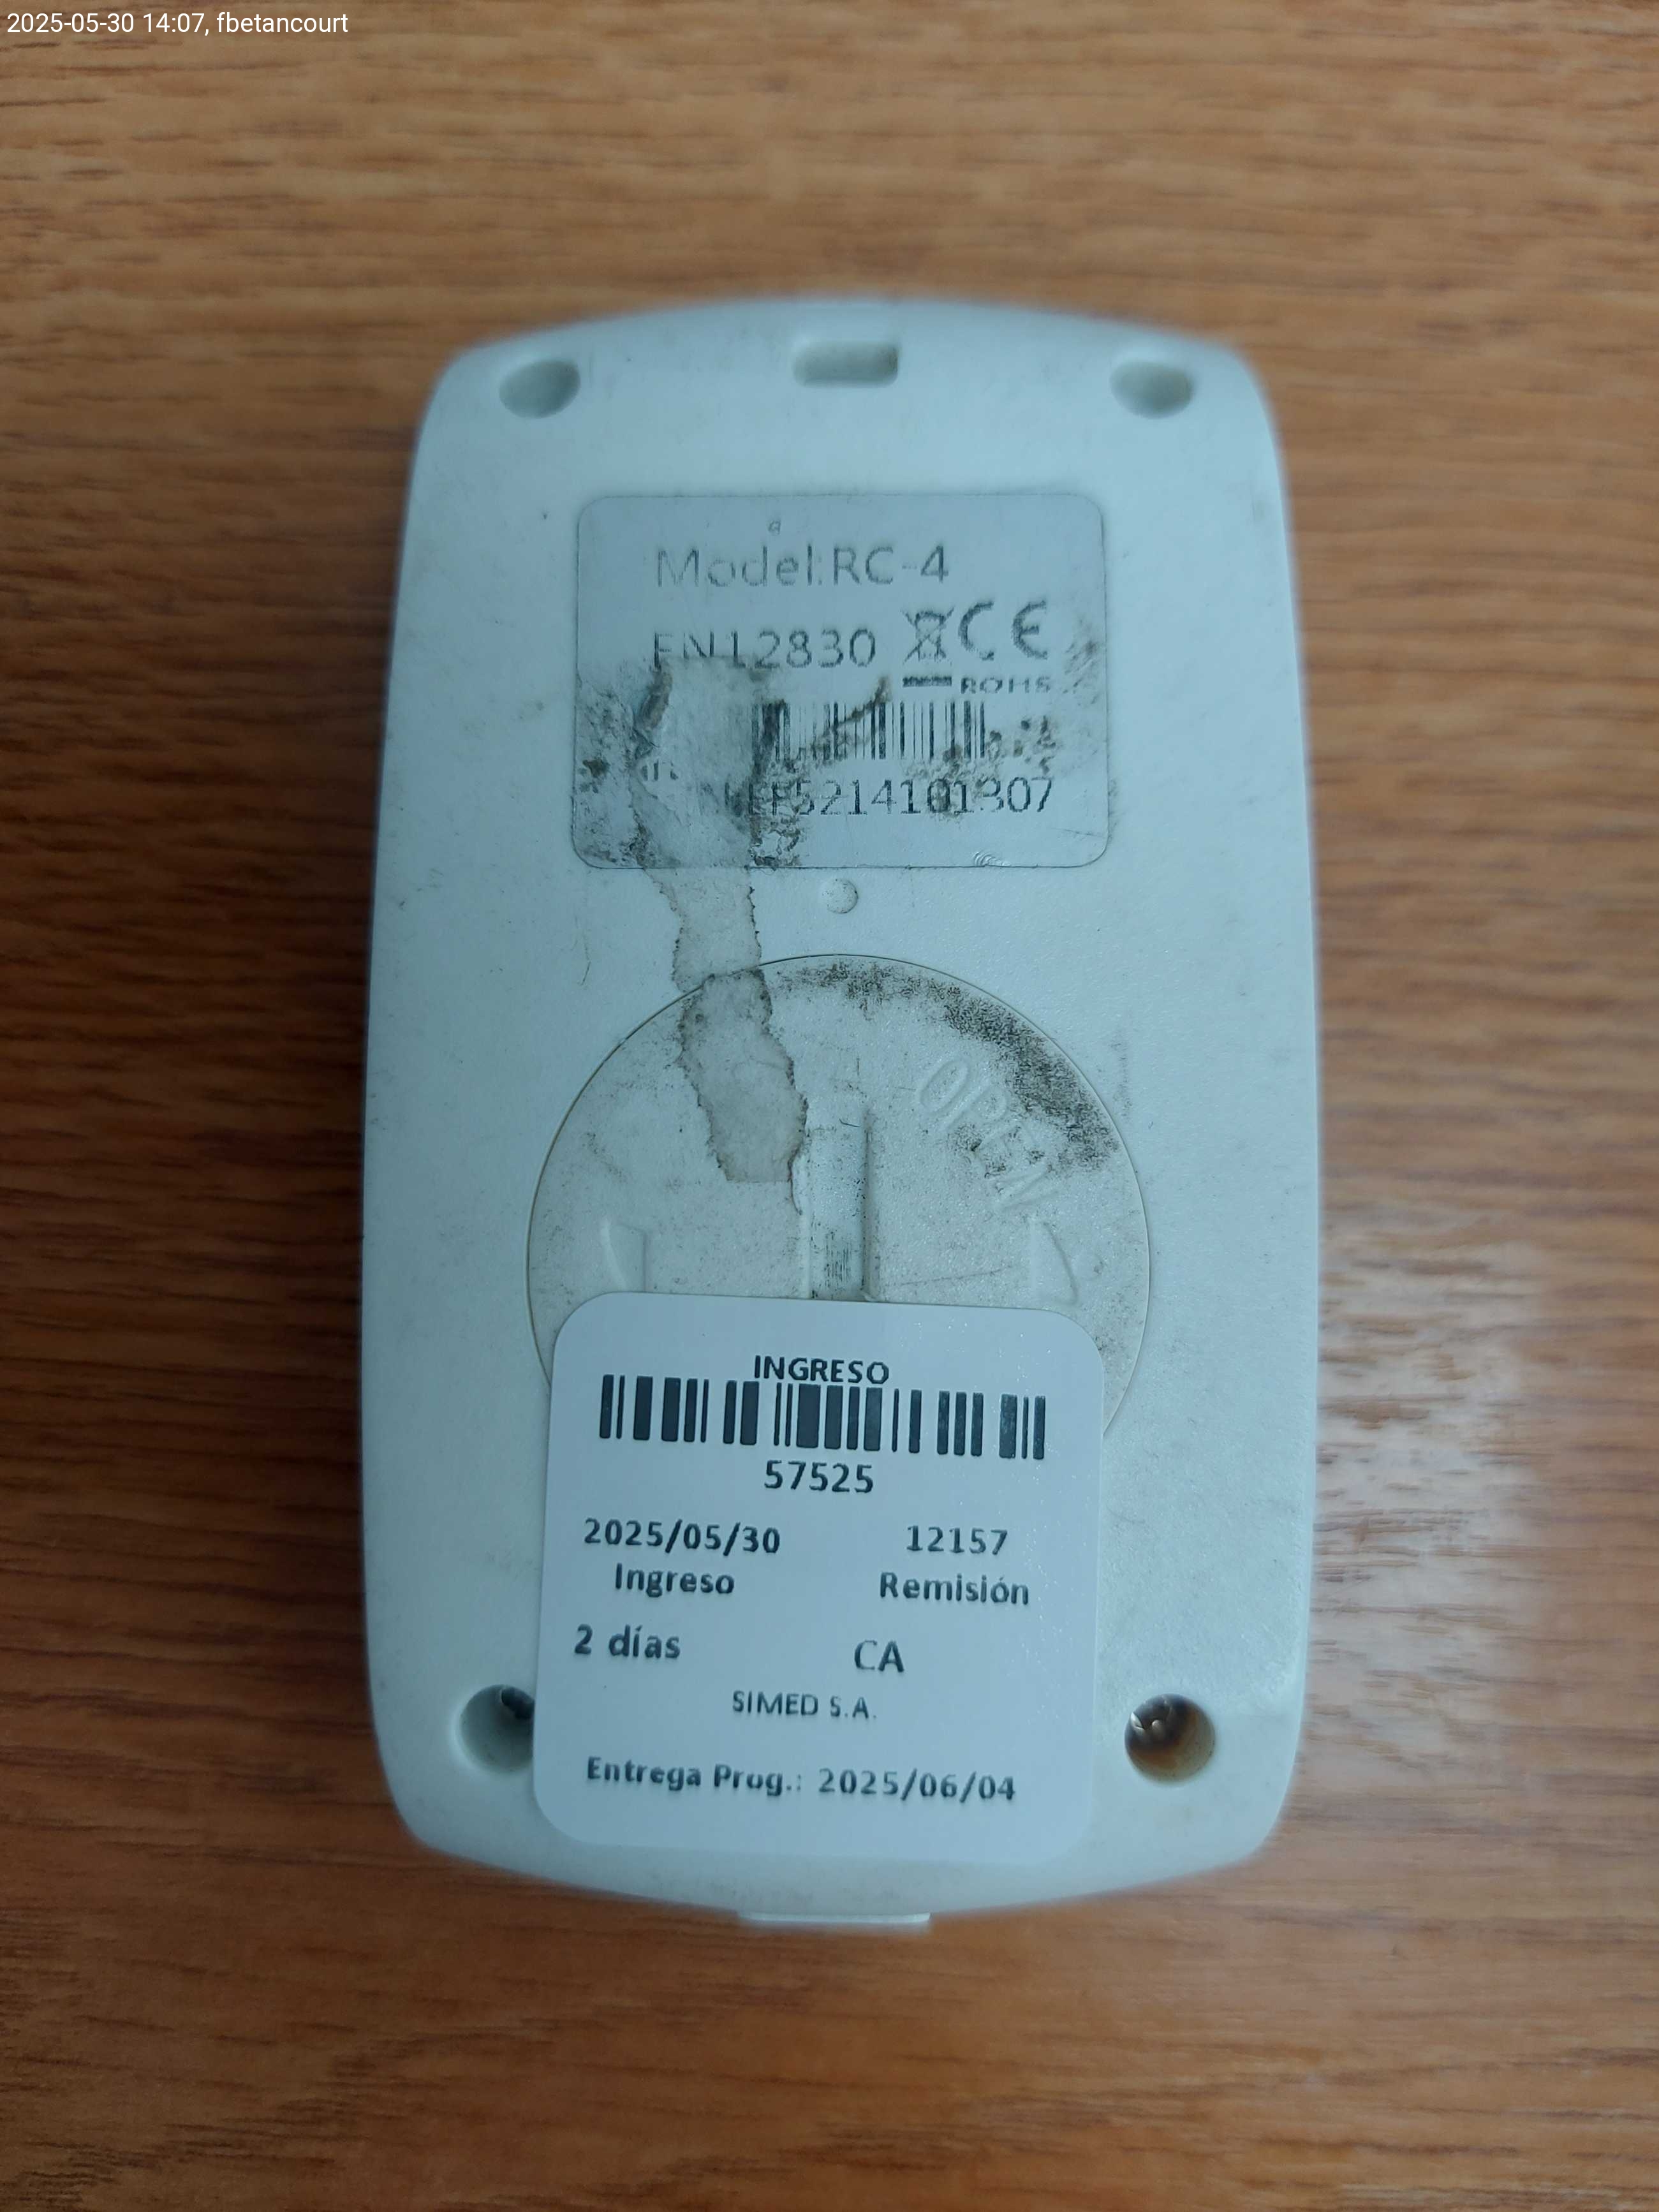 2025-05-30 14:07, fbetancourt
Model:RC-4
EN12830 CE
ROHS
OPEN
INGRESO
57525
2025/05/30 12157
Ingreso Remisión
2 días CA
SIMED S.A.
Entrega Prog.: 2025/06/04